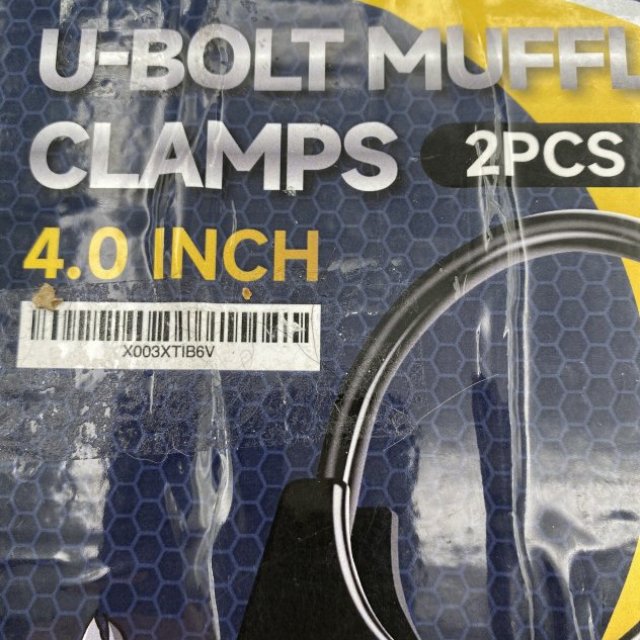 U-BOLT MUFFL
CLAMPS 2PCS
4.0 INCH
X003XTIB6V